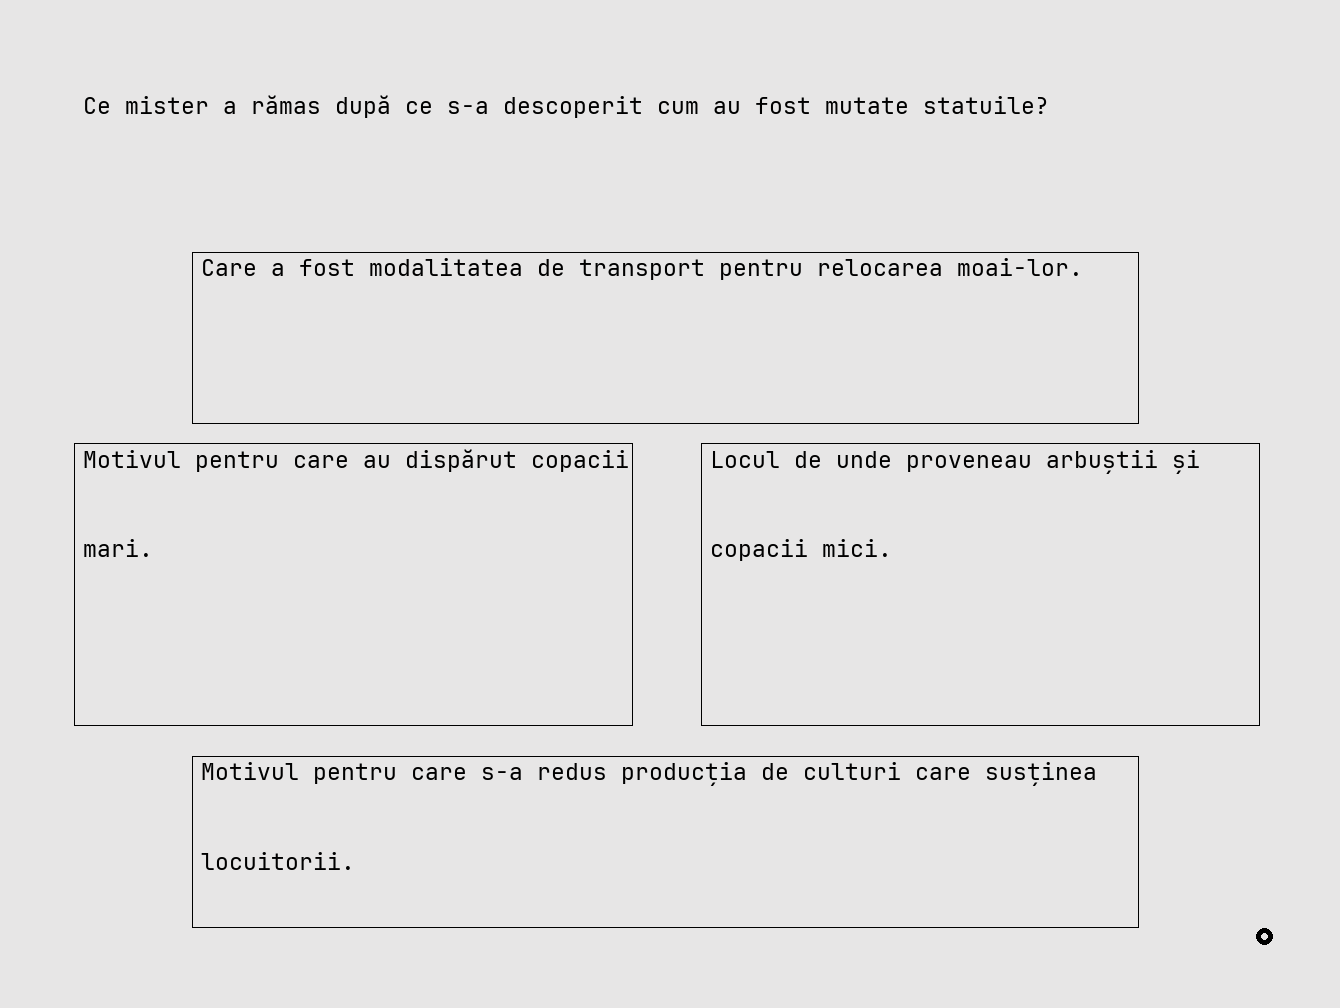 Ce mister a rămas după ce s-a descoperit cum au fost mutate statuile?
Care a fost modalitatea de transport pentru relocarea moai-lor.
Motivul pentru care au dispărut copacii
mari.
Locul de unde proveneau arbuștii și
copacii mici.
Motivul pentru care s-a redus producția de culturi care susținea
locuitorii.